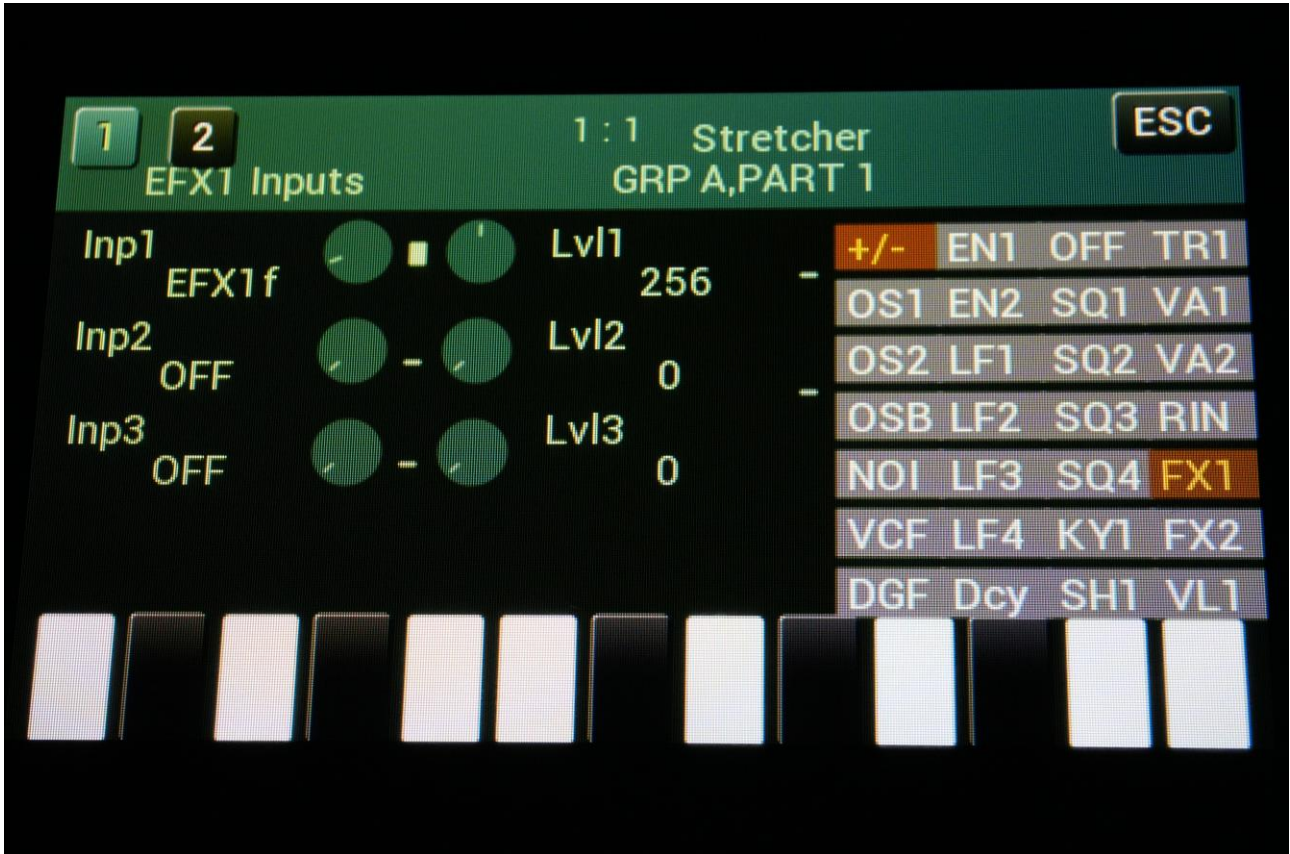 1 2 1 : 1 Stretcher ESC
EFX1 Inputs GRP A,PART 1
Inp1 Lvl1
EFX1f 256 -
Inp2 - Lvl2
OFF 0 -
Inp3 - Lvl3
OFF 0
+/- EN1 OFF TR1
OS1 EN2 SQ1 VA1
OS2 LF1 SQ2 VA2
OSB LF2 SQ3 RIN
NOI LF3 SQ4 FX1
VCF LF4 KY1 FX2
DGF Dcy SH1 VL1